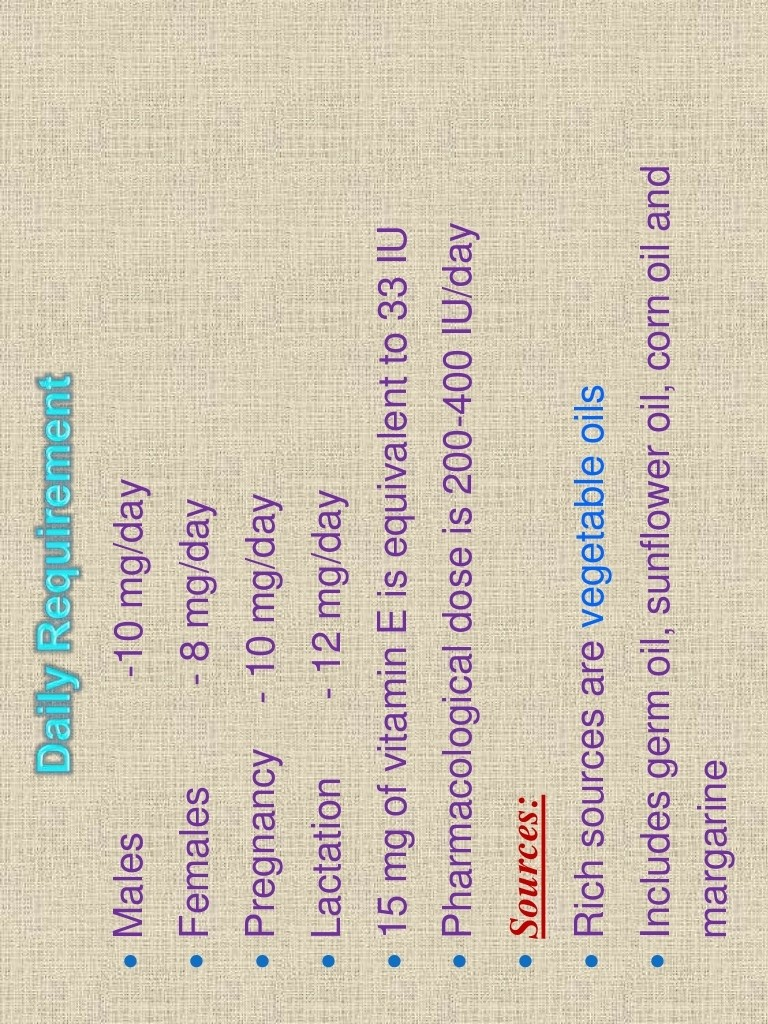 Daily Requirement
• Males -10 mg/day
• Females - 8 mg/day
• Pregnancy - 10 mg/day
• Lactation - 12 mg/day
• 15 mg of vitamin E is equivalent to 33 IU
• Pharmacological dose is 200-400 IU/day
• Sources:
• Rich sources are vegetable oils
• Includes germ oil, sunflower oil, corn oil and
margarine